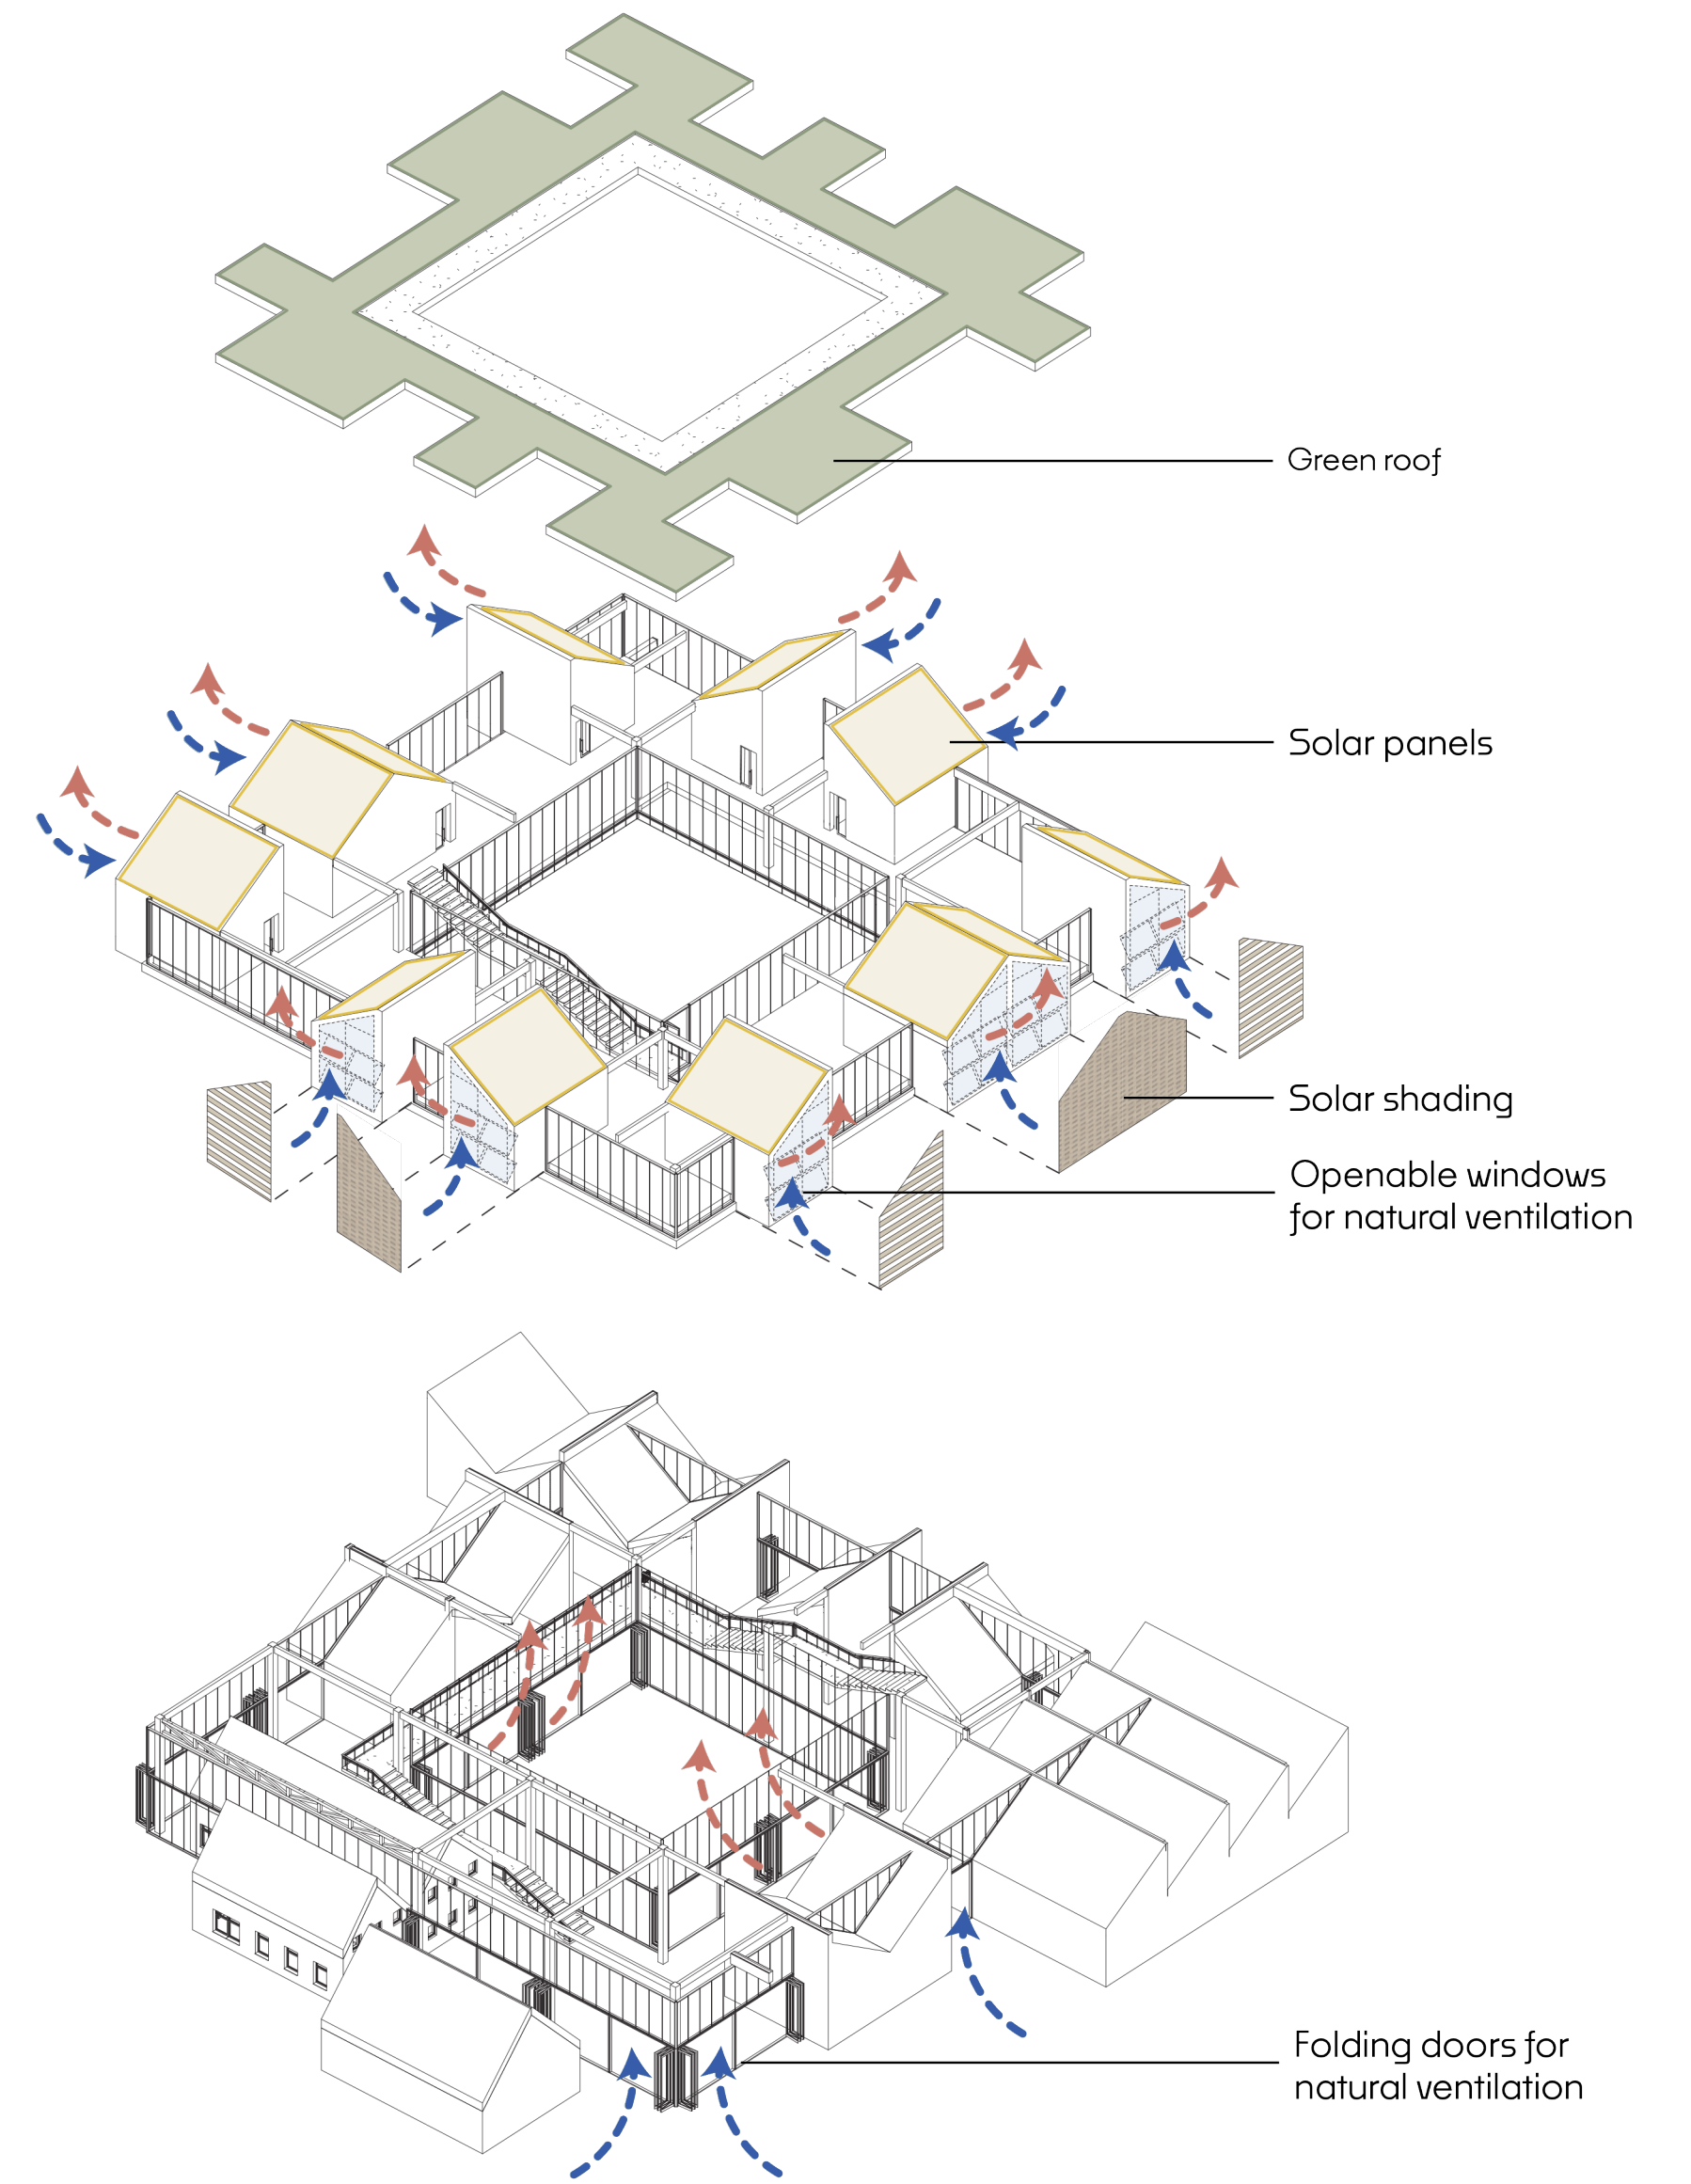 Green roof
Solar panels
Solar shading
Openable windows
for natural ventilation
Folding doors for
natural ventilation